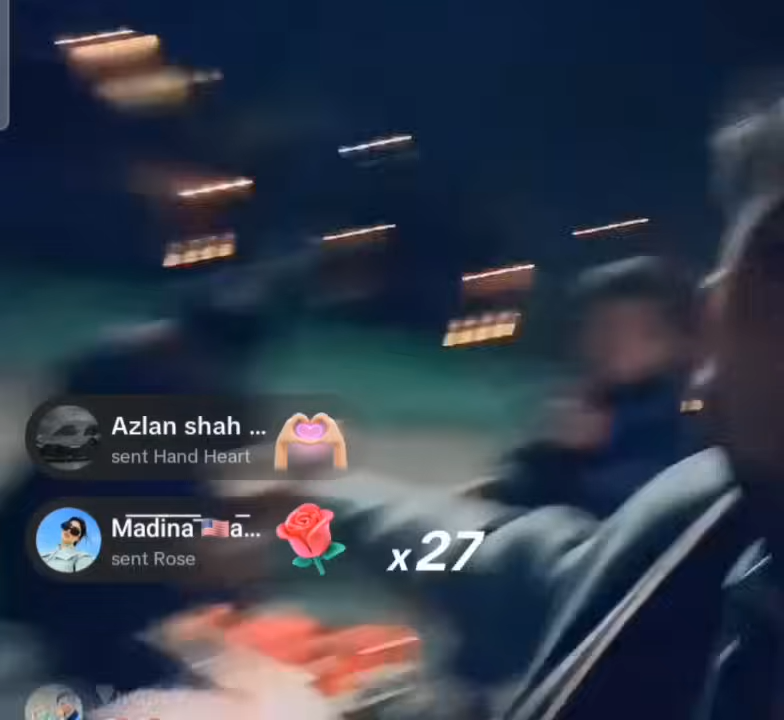 Azlan shah ...
sent Hand Heart
Madina🇺🇸a...
sent Rose
x27